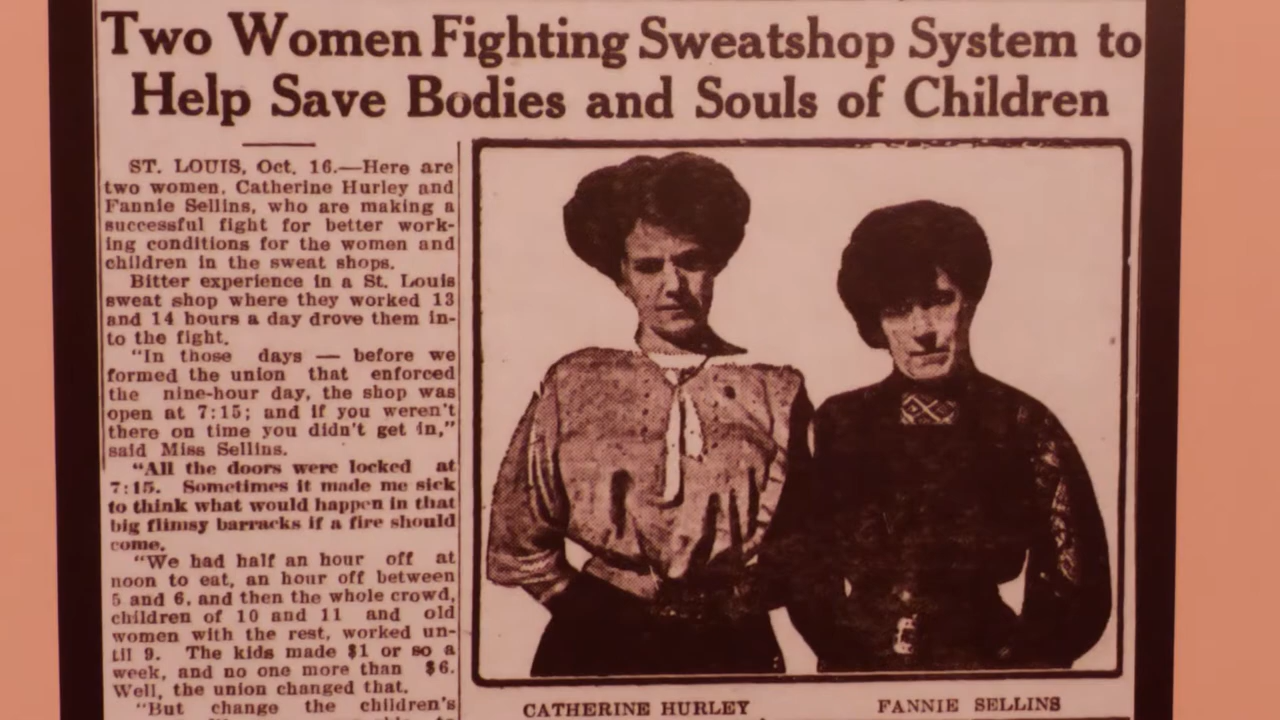 Two Women Fighting Sweatshop System to
Help Save Bodies and Souls of Children
ST. LOUIS, Oct. 16.—Here are
two women, Catherine Hurley and
Fannie Sellins, who are making a
successful fight for better work-
ing conditions for the women and
children in the sweat shops.
Bitter experience in a St. Louis
sweat shop where they worked 13
and 14 hours a day drove them in-
to the fight.
"In those days — before we
formed the union that enforced
the nine-hour day, the shop was
open at 7:15; and if you weren't
there on time you didn't get in,"
said Miss Sellins.
"All the doors were locked at
7:15. Sometimes it made me sick
to think what would happen in that
big flimsy barracks if a fire should
come.
"We had half an hour off at
noon to eat, an hour off between
5 and 6, and then the whole crowd,
children of 10 and 11 and old
women with the rest, worked un-
til 9. The kids made $1 or so a
week, and no one more than $6.
Well, the union changed that.
"But change the children's
CATHERINE HURLEY
FANNIE SELLINS